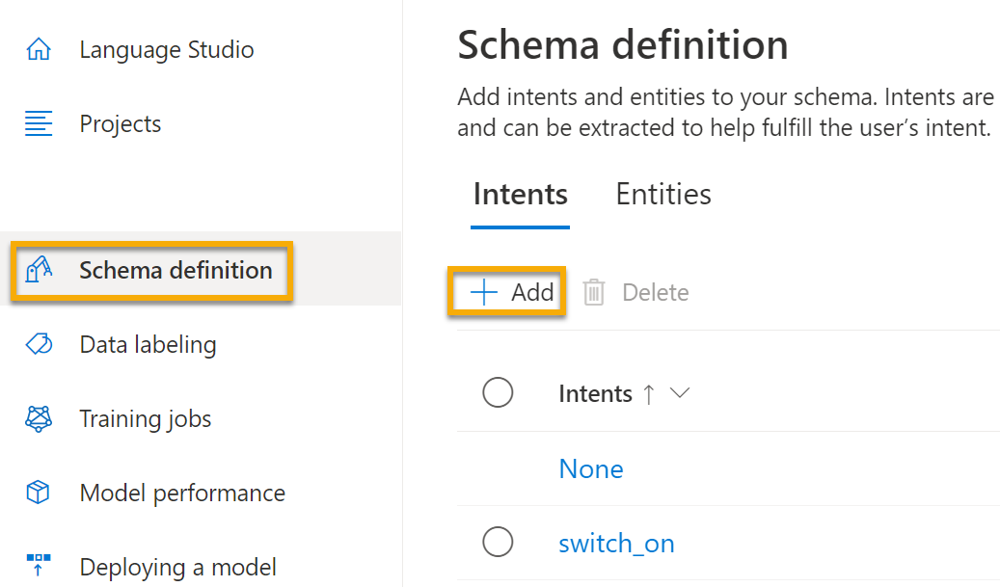 Language Studio
Projects
Schema definition
Data labeling
Training jobs
Model performance
Deploying a model
Schema definition
Add intents and entities to your schema. Intents are
and can be extracted to help fulfill the user’s intent.
Intents Entities
Add Delete
Intents
None
switch_on